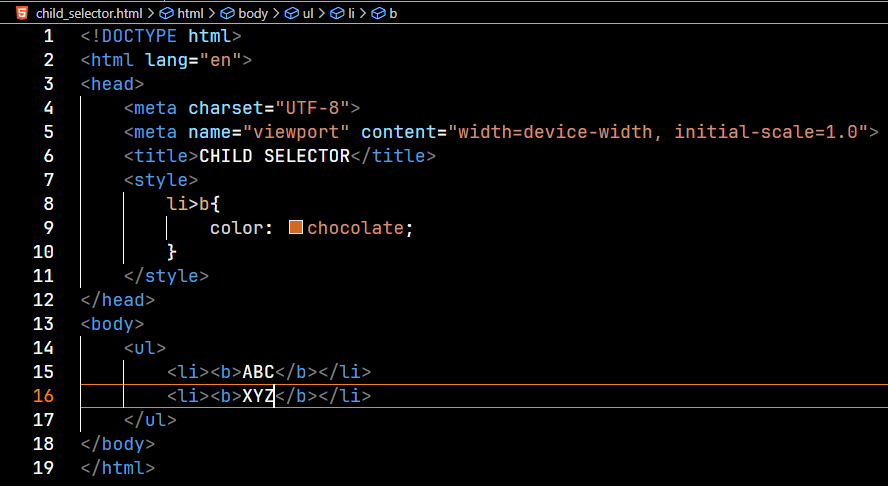 child_selector.html > html > body > ul > li > b
1 <!DOCTYPE html>
2 <html lang="en">
3 <head>
4     <meta charset="UTF-8">
5     <meta name="viewport" content="width=device-width, initial-scale=1.0">
6     <title>CHILD SELECTOR</title>
7     <style>
8         li>b{
9             color: chocolate;
10         }
11     </style>
12 </head>
13 <body>
14     <ul>
15         <li><b>ABC</b></li>
16         <li><b>XYZ</b></li>
17     </ul>
18 </body>
19 </html>